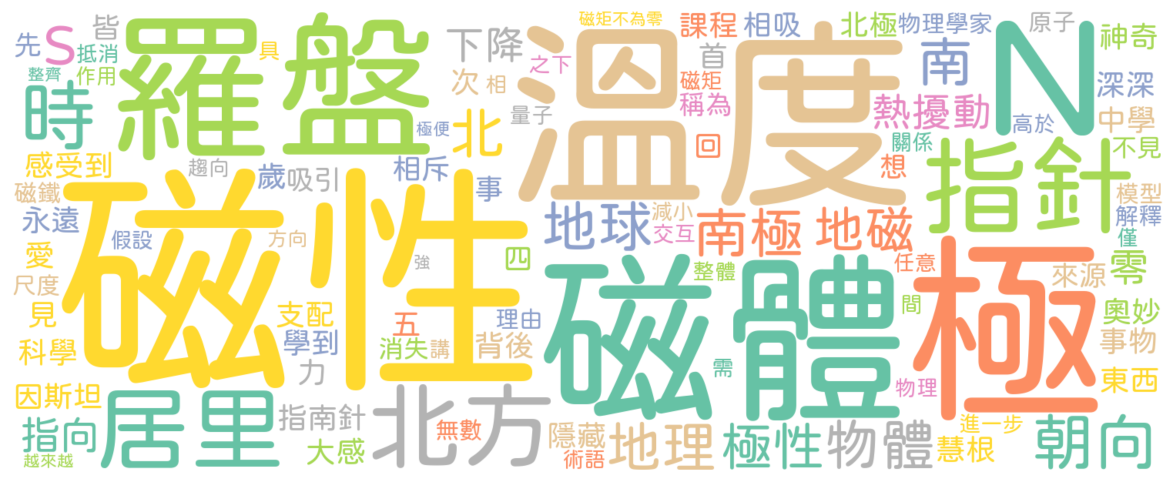 磁矩不為零
先 S 皆 羅盤 具 下降 溫度 課程 相吸 北極 物理學家 原子 神奇
抵消 之下 首 N
整齊 作用 次 相 磁矩 南 深深
時 稱為 熱擾動 中學
量子 高於
極便 北 回 關係 不見
感受到 趨向 歲 吸引 相斥 想 指針
磁鐵 事 模型
永遠 磁性 地球 減小 南極 地磁 解釋
假設 方向 交互 僅
愛 強 四 磁體 整體 任意 極 來源 零
尺度
見 支配 五 理由 間 奧妙
科學 學到 消失 講 背後 需 事物
力 物理 東西
因斯坦 居里 指南針 北方 無數 隱藏 地理 極性 物體 進一步 朝向
指向 大感 術語 慧根
越來越